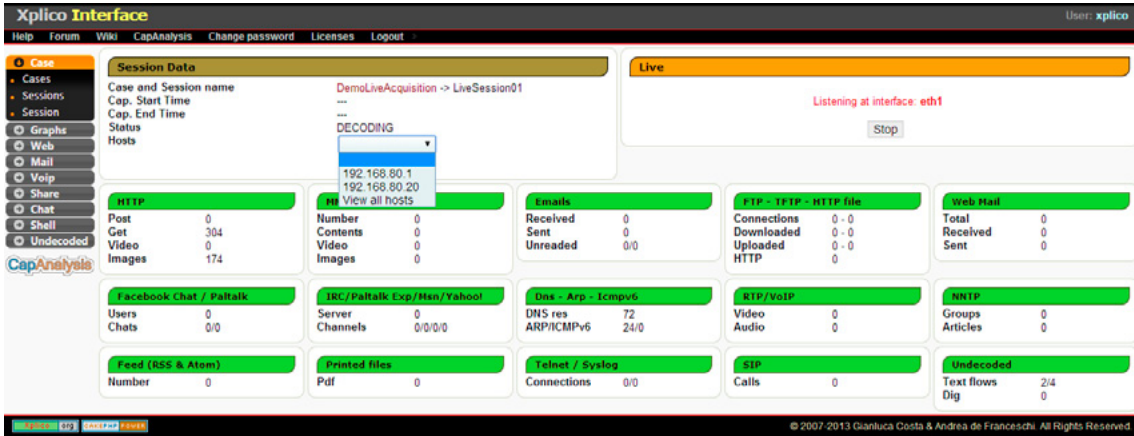 Xplico Interface
User: xplico
Help Forum Wiki CapAnalysis Change password Licenses Logout
Case
Cases
Sessions
Session
Graphs
Web
Mail
Voip
Share
Chat
Shell
Undecoded
CapAnalysis
Session Data
Case and Session name DemoLiveAcquisition -> LiveSession01
Cap. Start Time ---
Cap. End Time ---
Status DECODING
Hosts
192.168.80.1
192.168.80.20
View all hosts
Live
Listening at interface: eth1
Stop
HTTP
Post 0
Get 304
Video 0
Images 174
Number 0
Contents 0
Video 0
Images 0
Emails
Received 0
Sent 0
Unreaded 0/0
FTP - TFTP - HTTP file
Connections 0 - 0
Downloaded 0 - 0
Uploaded 0 - 0
HTTP 0
Web Mail
Total 0
Received 0
Sent 0
Facebook Chat / Paltalk
Users 0
Chats 0/0
IRC/Paltalk Exp/Msn/Yahoo!
Server 0
Channels 0/0/0/0
Dns - Arp - Icmpv6
DNS res 72
ARP/ICMPv6 24/0
RTP/VoIP
Video 0
Audio 0
NNTP
Groups 0
Articles 0
Feed (RSS & Atom)
Number 0
Printed files
Pdf 0
Telnet / Syslog
Connections 0/0
SIP
Calls 0
Undecoded
Text flows 2/4
Dig 0
Xplico .org CAKEPHP POWER
© 2007-2013 Gianluca Costa & Andrea de Franceschi. All Rights Reserved.